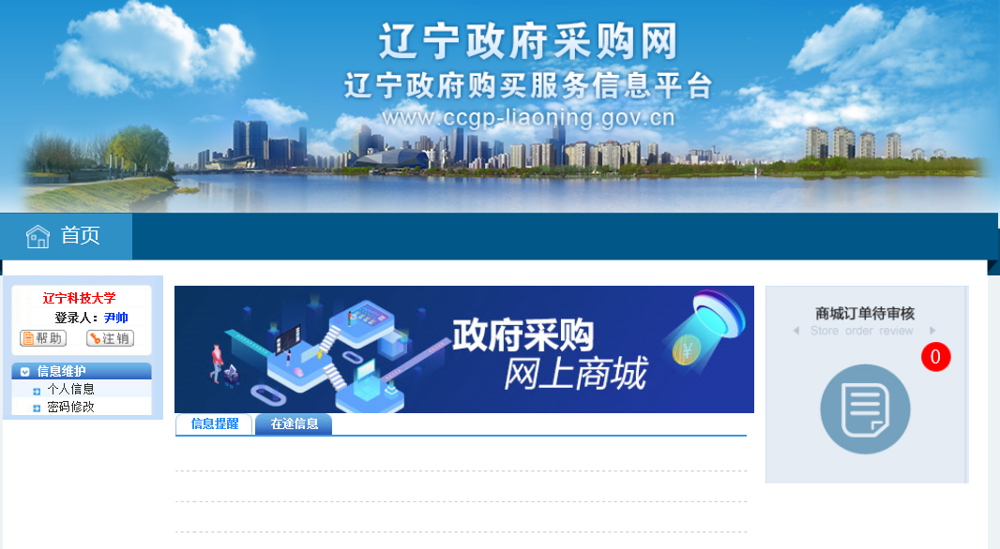 辽宁政府采购网
辽宁政府购买服务信息平台
www.ccgp-liaoning.gov.cn
首页
辽宁科技大学
登录人：尹帅
帮助
注销
信息维护
个人信息
密码修改
政府采购
网上商城
信息提醒
在途信息
商城订单待审核
Store order review
0